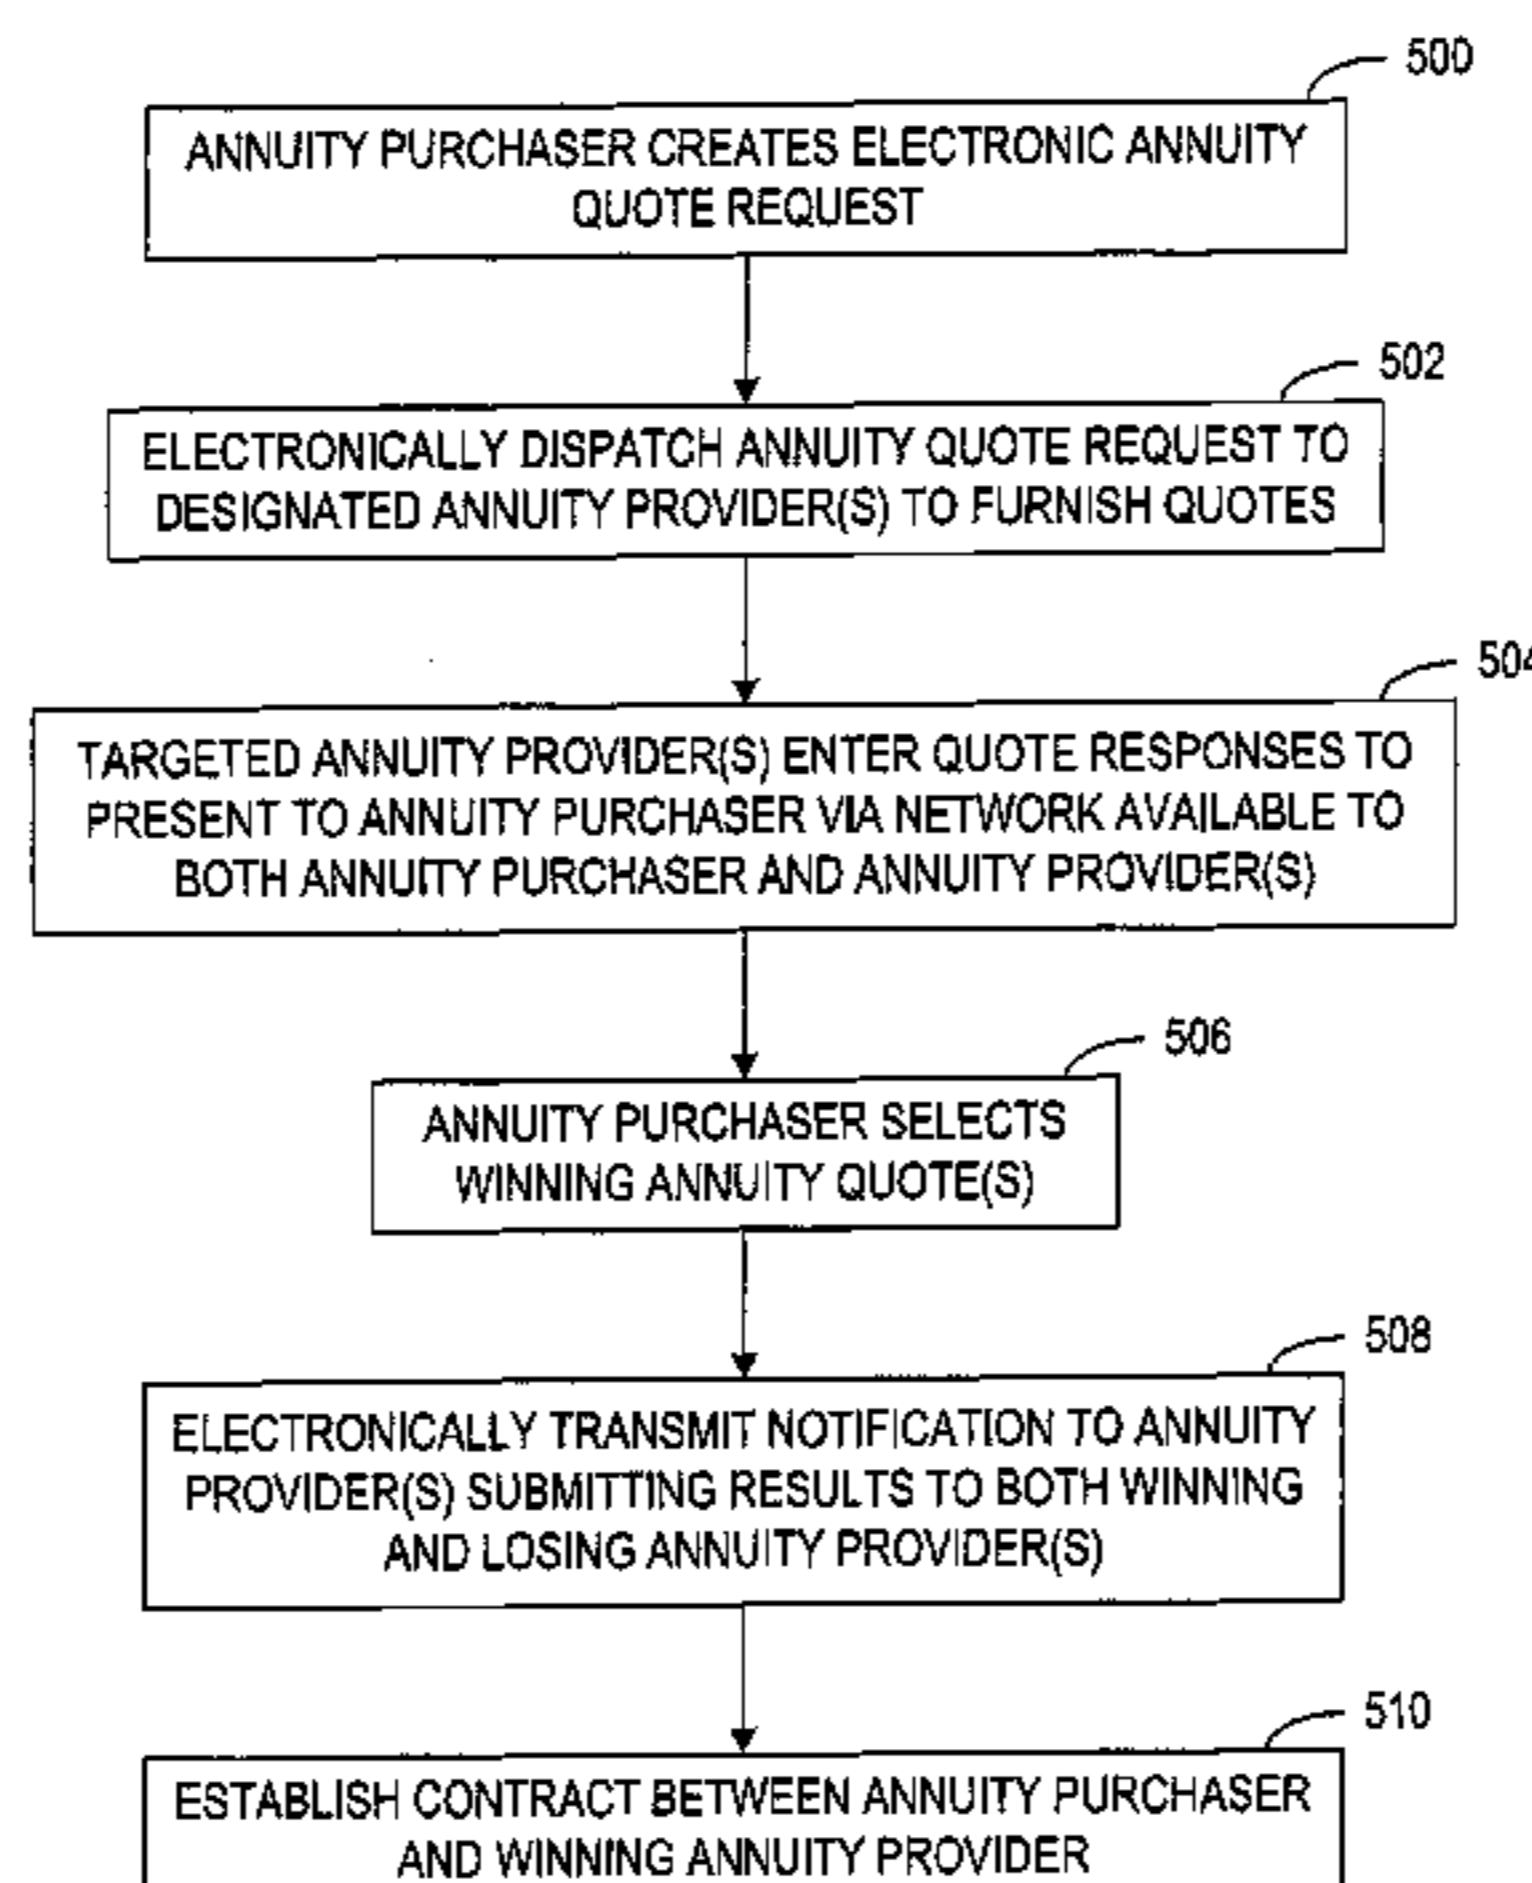 500
ANNUITY PURCHASER CREATES ELECTRONIC ANNUITY
QUOTE REQUEST
502
ELECTRONICALLY DISPATCH ANNUITY QUOTE REQUEST TO
DESIGNATED ANNUITY PROVIDER(S) TO FURNISH QUOTES
504
TARGETED ANNUITY PROVIDER(S) ENTER QUOTE RESPONSES TO
PRESENT TO ANNUITY PURCHASER VIA NETWORK AVAILABLE TO
BOTH ANNUITY PURCHASER AND ANNUITY PROVIDER(S)
506
ANNUITY PURCHASER SELECTS
WINNING ANNUITY QUOTE(S)
508
ELECTRONICALLY TRANSMIT NOTIFICATION TO ANNUITY
PROVIDER(S) SUBMITTING RESULTS TO BOTH WINNING
AND LOSING ANNUITY PROVIDER(S)
510
ESTABLISH CONTRACT BETWEEN ANNUITY PURCHASER
AND WINNING ANNUITY PROVIDER